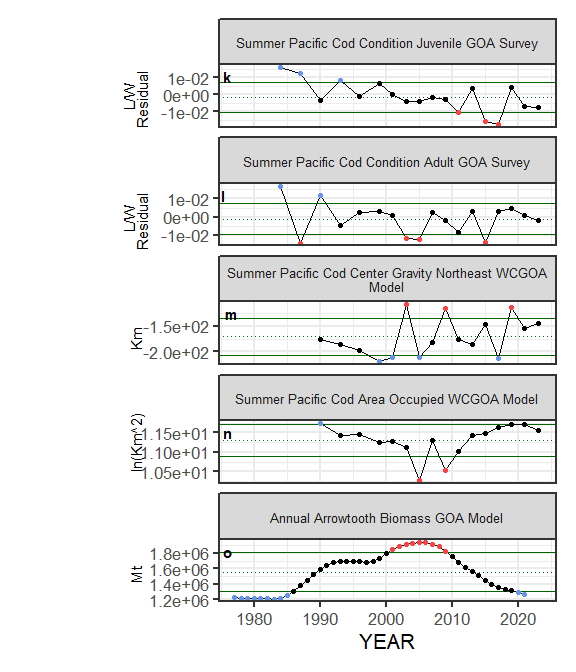 Summer Pacific Cod Condition Juvenile GOA Survey
k
1e-02
0e+00
-1e-02
L/W
Residual
Summer Pacific Cod Condition Adult GOA Survey
l
1e-02
0e+00
-1e-02
L/W
Residual
Summer Pacific Cod Center Gravity Northeast WCGOA
Model
m
-1.5e+02
-2.0e+02
Km
Summer Pacific Cod Area Occupied WCGOA Model
n
1.15e+01
1.10e+01
1.05e+01
ln(Km^2)
Annual Arrowtooth Biomass GOA Model
o
1.8e+06
1.6e+06
1.4e+06
1.2e+06
Mt
1980 1990 2000 2010 2020
YEAR